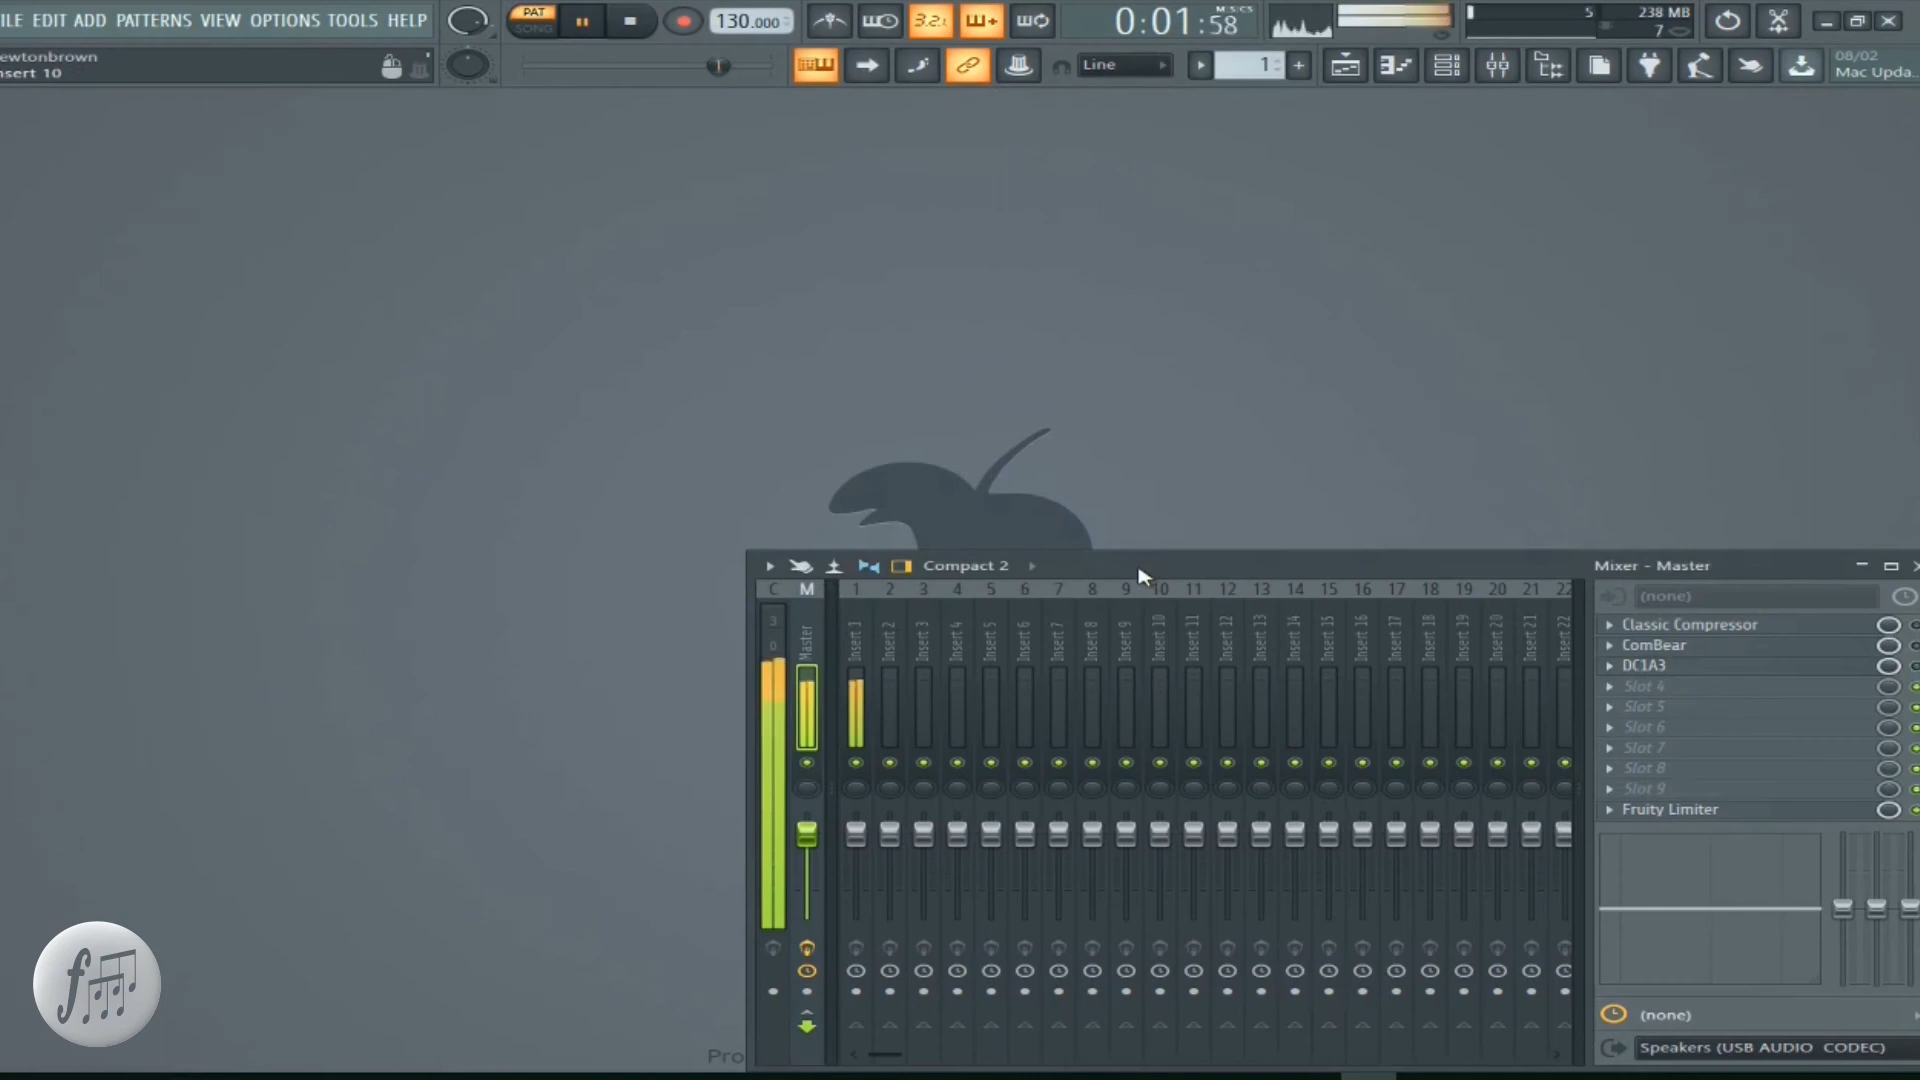 ILE EDIT ADD PATTERNS VIEW OPTIONS TOOLS HELP
PAT
SONG
130.000
3.2.
0:01:58
M:S:CS
5
238 MB
7
ewtonbrown
nsert 10
Line
1
08/02
Mac Upda..
Compact 2
Mixer - Master
C M 1 2 3 4 5 6 7 8 9 10 11 12 13 14 15 16 17 18 19 20 21 22
3
0
Master
Insert 1
Insert 2
Insert 3
Insert 4
Insert 5
Insert 6
Insert 7
Insert 8
Insert 9
Insert 10
Insert 11
Insert 12
Insert 13
Insert 14
Insert 15
Insert 16
Insert 17
Insert 18
Insert 19
Insert 20
Insert 21
Insert 22
(none)
Classic Compressor
ComBear
DC1A3
Slot 4
Slot 5
Slot 6
Slot 7
Slot 8
Slot 9
Fruity Limiter
(none)
Speakers (USB AUDIO CODEC)
Pro